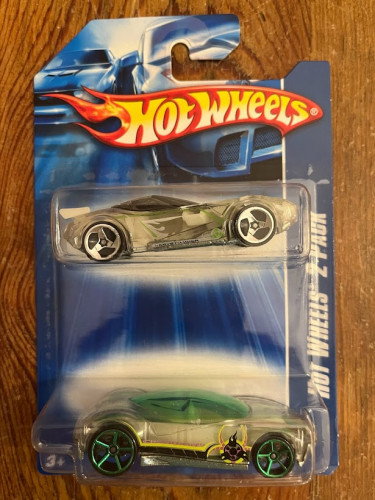 HOT WHEELS
®
HOT WHEELS® 2 PACK
3+